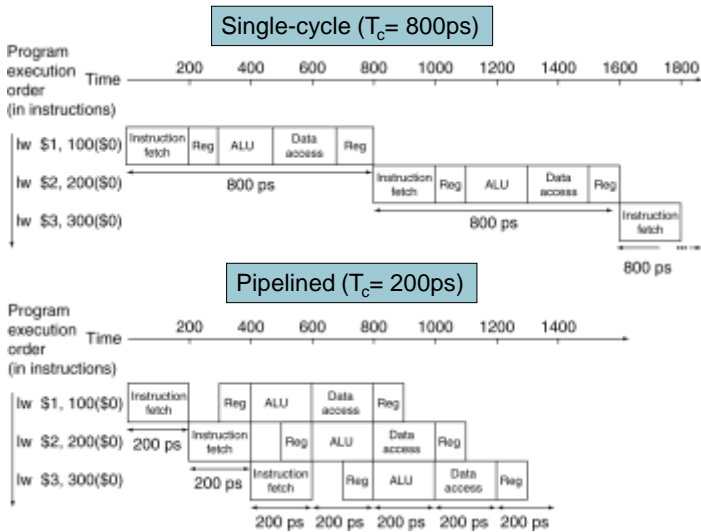 Single-cycle (Tc= 800ps)
Program
execution
order
(in instructions)
Time
200 400 600 800 1000 1200 1400 1600 1800
lw $1, 100($0)
Instruction
fetch
Reg
ALU
Data
access
Reg
lw $2, 200($0)
800 ps
Instruction
fetch
Reg
ALU
Data
access
Reg
lw $3, 300($0)
800 ps
Instruction
fetch
800 ps
Pipelined (Tc= 200ps)
Program
execution
order
(in instructions)
Time
200 400 600 800 1000 1200 1400
lw $1, 100($0)
Instruction
fetch
Reg
ALU
Data
access
Reg
lw $2, 200($0)
200 ps
Instruction
fetch
Reg
ALU
Data
access
Reg
lw $3, 300($0)
200 ps
Instruction
fetch
Reg
ALU
Data
access
Reg
200 ps 200 ps 200 ps 200 ps 200 ps